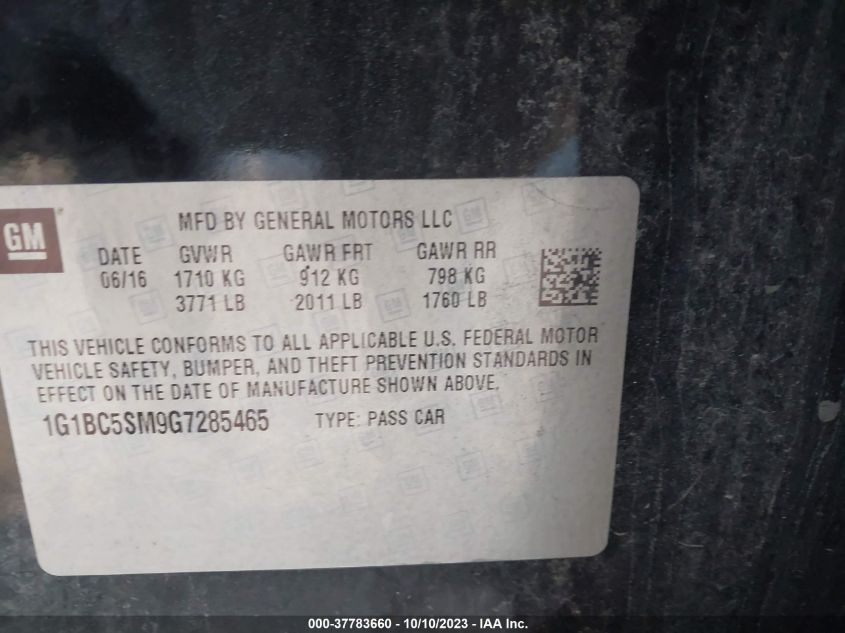 GM
MFD BY GENERAL MOTORS LLC
DATE GVWR GAWR FRT GAWR RR
06/16 1710 KG 912 KG 798 KG
3771 LB 2011 LB 1760 LB
THIS VEHICLE CONFORMS TO ALL APPLICABLE U.S. FEDERAL MOTOR
VEHICLE SAFETY, BUMPER, AND THEFT PREVENTION STANDARDS IN
EFFECT ON THE DATE OF MANUFACTURE SHOWN ABOVE.
1G1BC5SM9G7285465 TYPE: PASS CAR
000-37783660 - 10/10/2023 - IAA Inc.